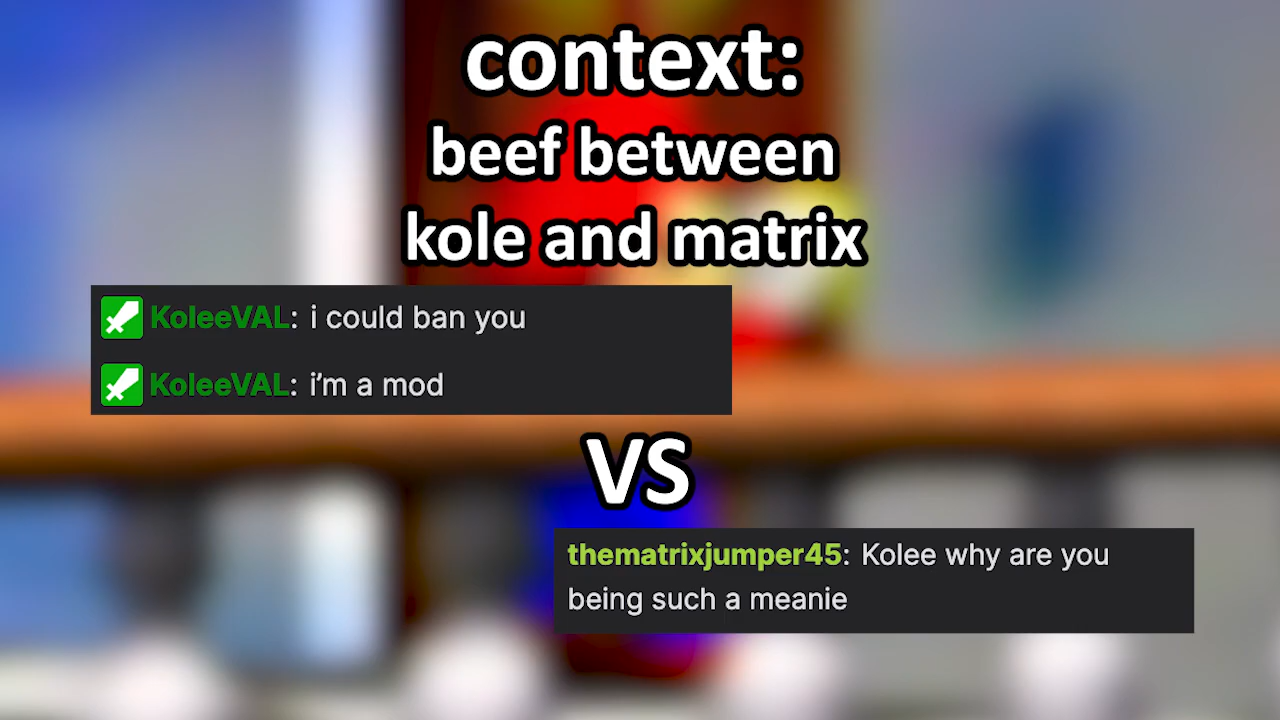 context:
beef between
kole and matrix
KoleeVAL: i could ban you
KoleeVAL: i’m a mod
VS
thematrixjumper45: Kolee why are you
being such a meanie